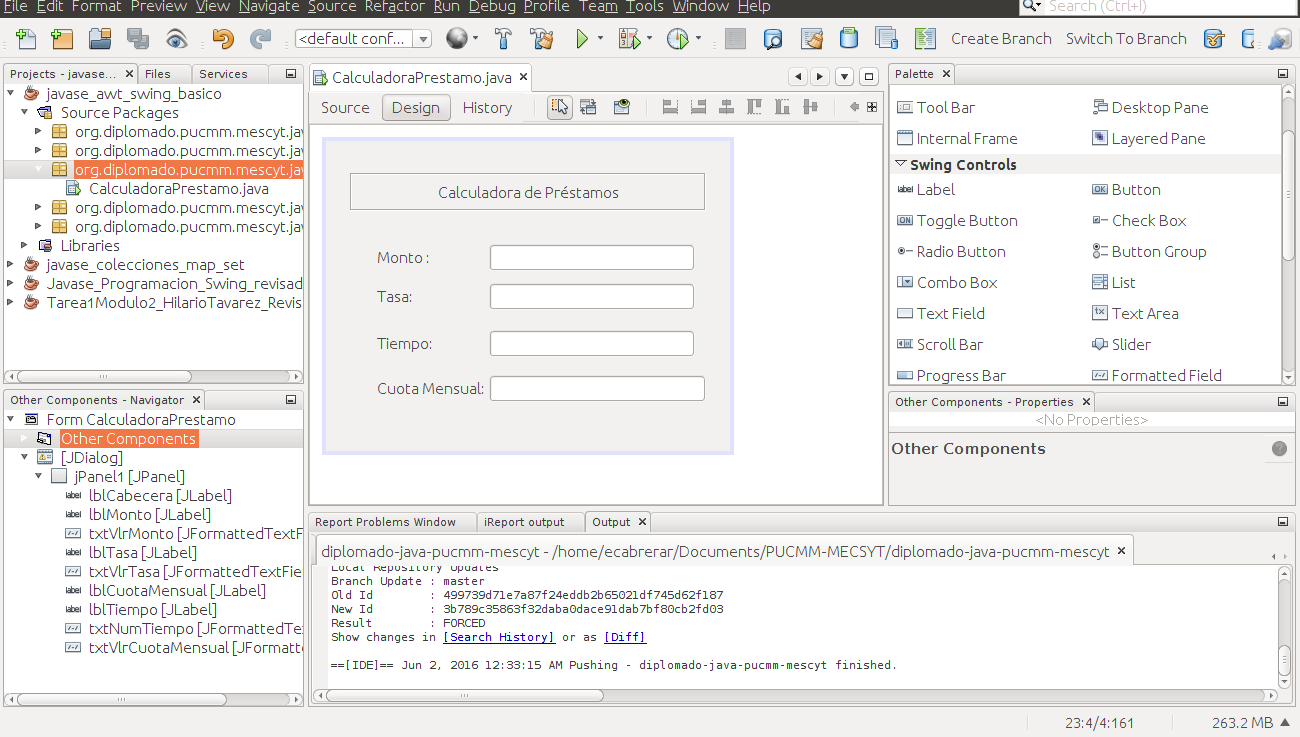 File Edit Format Preview View Navigate Source Refactor Run Debug Profile Team Tools Window Help
Search (Ctrl+I)
<default conf...
Create Branch
Switch To Branch
Projects - javase...
Files
Services
javase_awt_swing_basico
Source Packages
org.diplomado.pucmm.mescyt.jav
org.diplomado.pucmm.mescyt.jav
org.diplomado.pucmm.mescyt.jav
CalculadoraPrestamo.java
org.diplomado.pucmm.mescyt.jav
org.diplomado.pucmm.mescyt.jav
Libraries
javase_colecciones_map_set
Java_Programacion_Swing_revisad
Tarea1Modulo2_HilarioTavarez_Revis
Other Components - Navigator
Form CalculadoraPrestamo
Other Components
[JDialog]
jPanel1 [JPanel]
lblCabecera [JLabel]
lblMonto [JLabel]
txtVlrMonto [JFormattedTextF
lblTasa [JLabel]
txtVlrTasa [JFormattedTextFie
lblCuotaMensual [JLabel]
lblTiempo [JLabel]
txtNumTiempo [JFormattedTex
txtVlrCuotaMensual [JFormatte
CalculadoraPrestamo.java
Source
Design
History
Calculadora de Préstamos
Monto :
Tasa:
Tiempo:
Cuota Mensual:
Palette
Tool Bar
Desktop Pane
Internal Frame
Layered Pane
Swing Controls
Label
label
Button
OK
Toggle Button
ON
Check Box
Radio Button
Button Group
Combo Box
List
Text Field
Text Area
Scroll Bar
Slider
Progress Bar
Formatted Field
Other Components - Properties
<No Properties>
Other Components
Report Problems Window
iReport output
Output
diplomado-java-pucmm-mescyt - /home/ecabrerar/Documents/PUCMM-MECSYT/diplomado-java-pucmm-mescyt
Local Repository Updates
Branch Update : master
Old Id : 499739d71e7a87f24eddb2b65021df745d62f187
New Id : 3b789c35863f32daba0dace91dab7bf80cb2fd03
Result : FORCED
Show changes in [Search History] or as [Diff]
==[IDE]== Jun 2, 2016 12:33:15 AM Pushing - diplomado-java-pucmm-mescyt finished.
23:4/4:161
263.2 MB